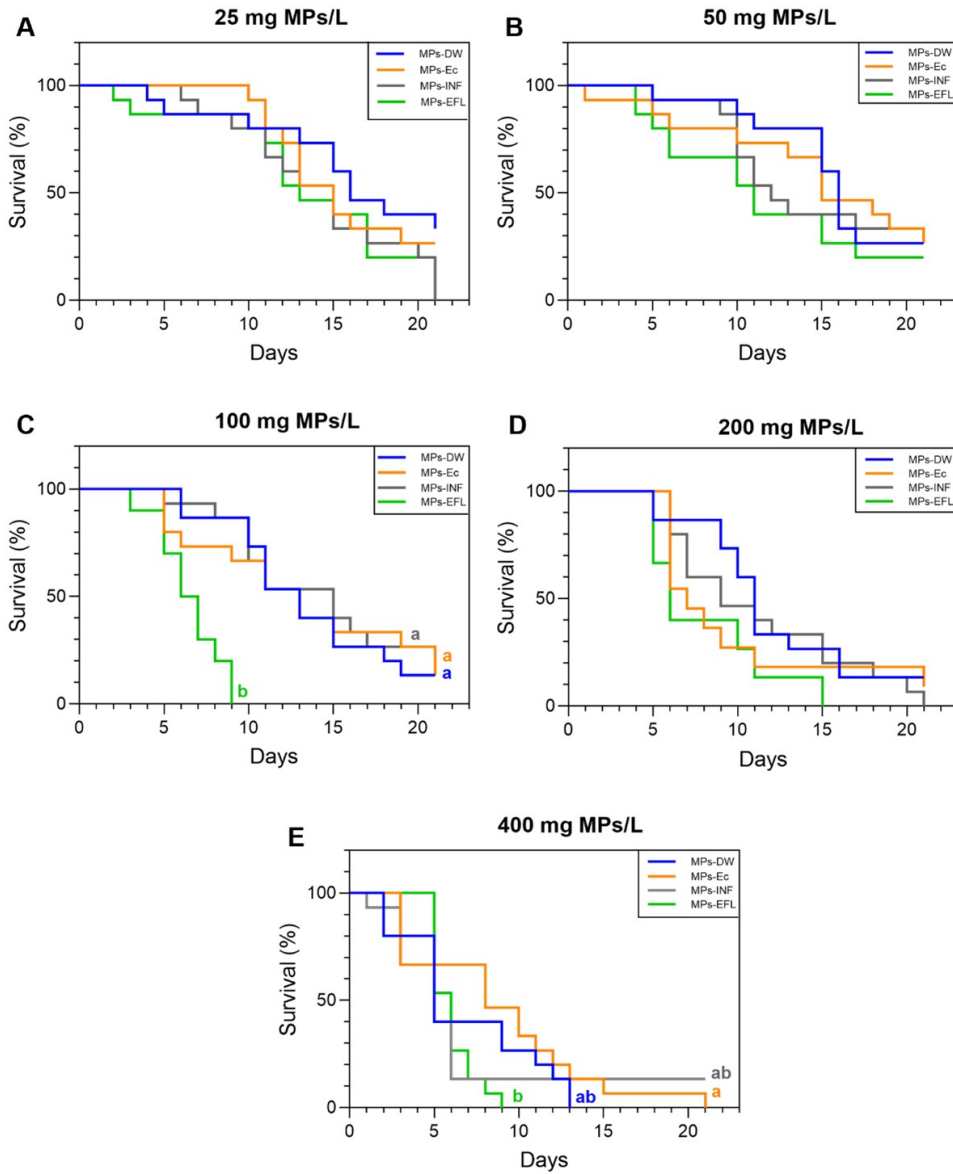 A
25 mg MPs/L
MPs-DW
MPs-Ec
MPs-INF
MPs-EFL
100
50
0
Survival (%)
0 5 10 15 20
Days
B
50 mg MPs/L
MPs-DW
MPs-Ec
MPs-INF
MPs-EFL
100
50
0
Survival (%)
0 5 10 15 20
Days
C
100 mg MPs/L
MPs-DW
MPs-Ec
MPs-INF
MPs-EFL
100
50
0
Survival (%)
a
a
a
b
0 5 10 15 20
Days
D
200 mg MPs/L
MPs-DW
MPs-Ec
MPs-INF
MPs-EFL
100
50
0
Survival (%)
0 5 10 15 20
Days
E
400 mg MPs/L
MPs-DW
MPs-Ec
MPs-INF
MPs-EFL
100
50
0
Survival (%)
ab
a
b
ab
0 5 10 15 20
Days